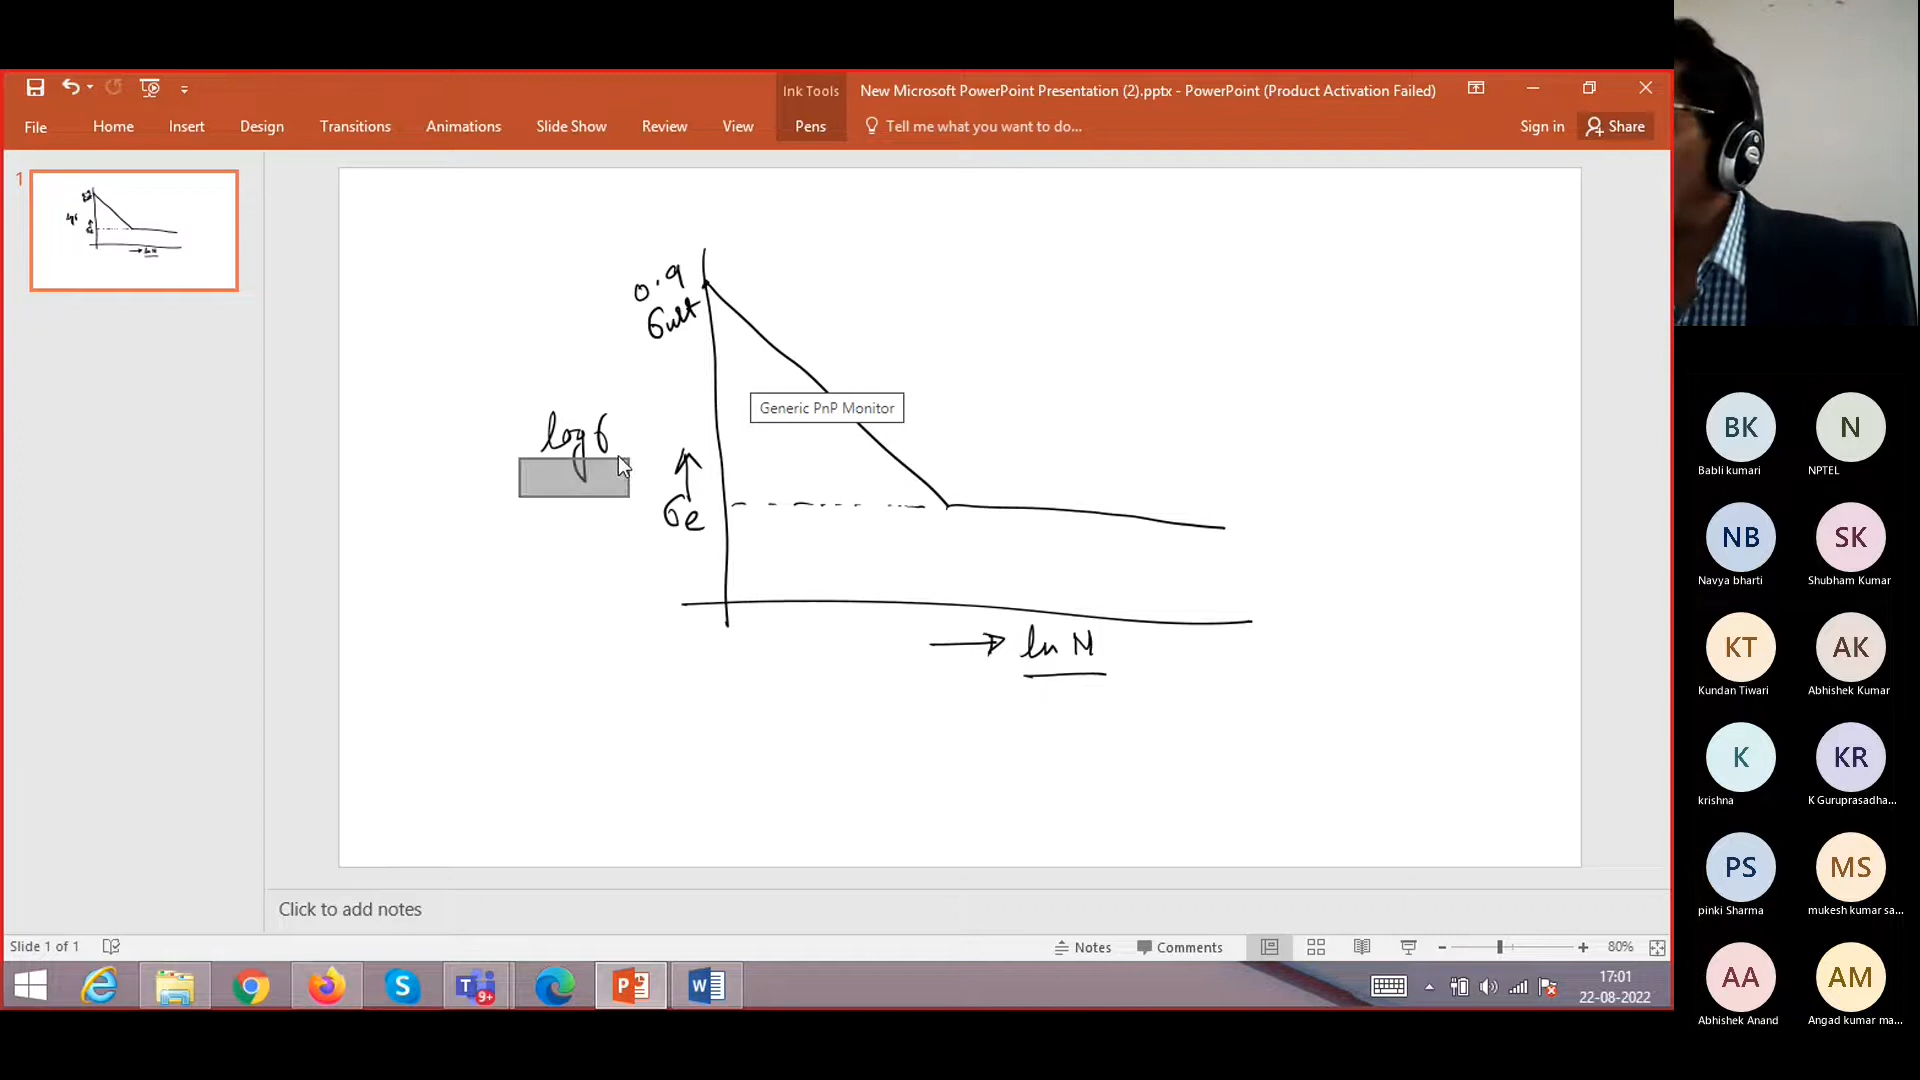 Ink Tools
New Microsoft PowerPoint Presentation (2).pptx - PowerPoint (Product Activation Failed)
File Home Insert Design Transitions Animations Slide Show Review View Pens Tell me what you want to do... Sign in Share
1
0.9
σult
log σ
Generic PnP Monitor
σe
ln N
Click to add notes
Slide 1 of 1
Notes Comments 80%
9+
17:01
22-08-2022
BK N
Babli kumari NPTEL
NB SK
Navya bharti Shubham Kumar
KT AK
Kundan Tiwari Abhishek Kumar
K KR
krishna K Guruprasadha...
PS MS
pinki Sharma mukesh kumar sa...
AA AM
Abhishek Anand Angad kumar ma...